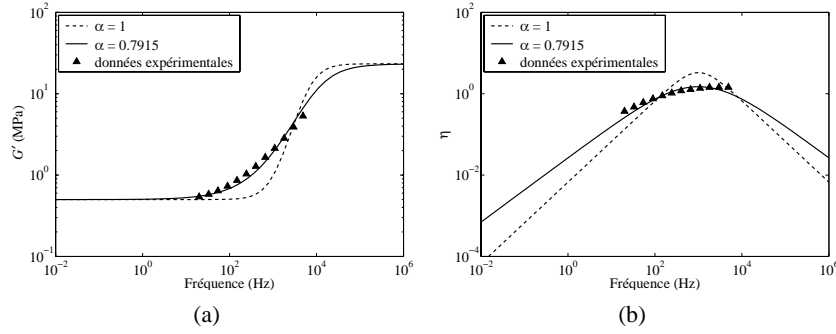 α = 1
α = 0.7915
données expérimentales
G′ (MPa)
10^2
10^1
10^0
10^-1
10^-2
10^0
10^2
10^4
10^6
Fréquence (Hz)
(a)
α = 1
α = 0.7915
données expérimentales
η
10^2
10^0
10^-2
10^-4
10^-2
10^0
10^2
10^4
10^6
Fréquence (Hz)
(b)